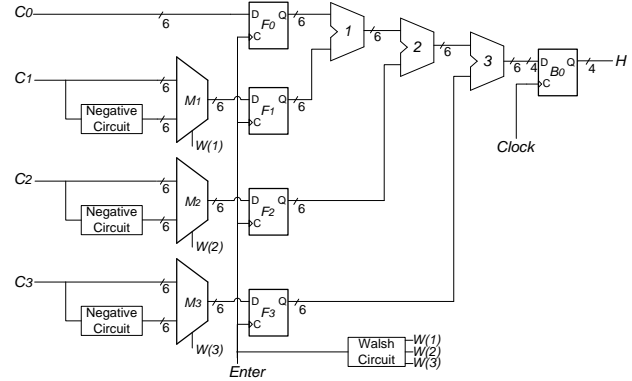 C0 6 D Q F0 C 6 1 6 2 6 3 6 4 D Q B0 C 4 H
C1 6 M1 6 D Q F1 C 6
Negative Circuit 6 W(1)
Clock
C2 6 M2 6 D Q F2 C 6
Negative Circuit 6 W(2)
C3 6 M3 6 D Q F3 C 6
Negative Circuit 6 W(3)
Enter
Walsh Circuit
W(1)
W(2)
W(3)